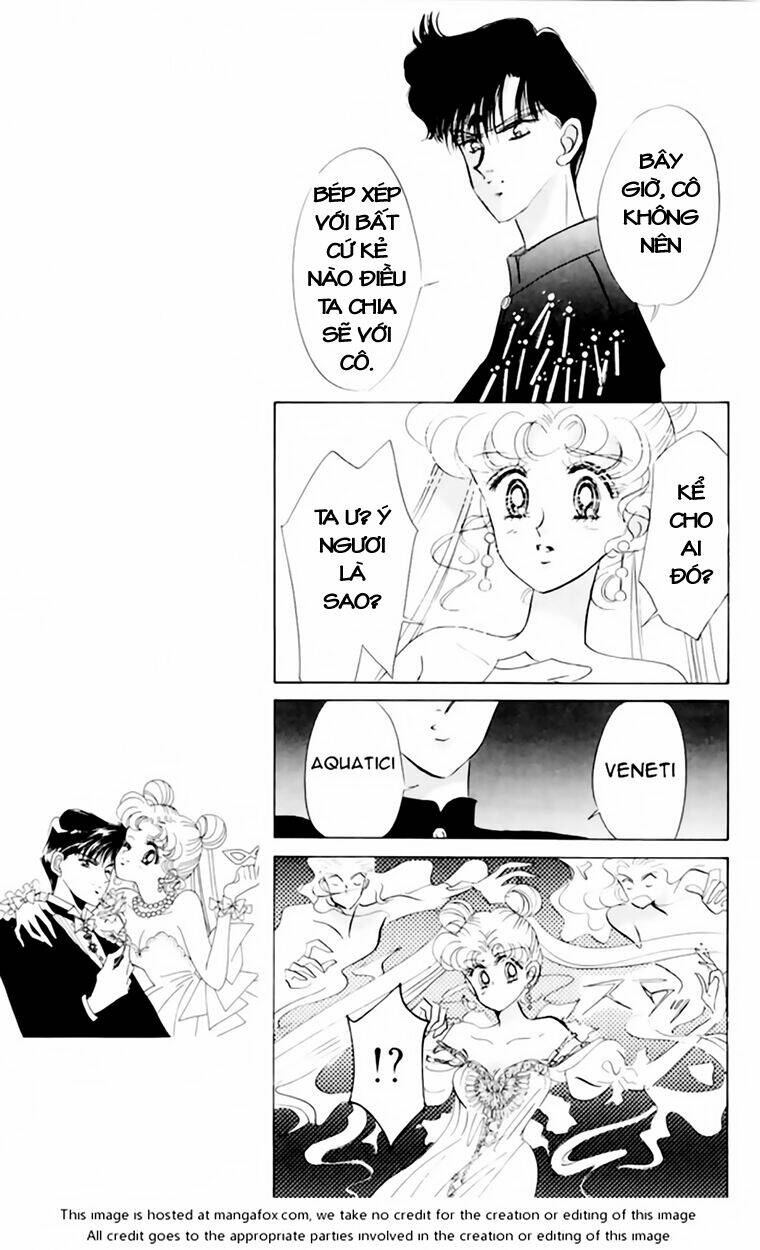 BÂY
GIỜ, CÔ
KHÔNG
NÊN
BÉP XÉP
VỚI BẤT
CỨ KẺ
NÀO ĐIỀU
TA CHIA
SẼ VỚI
CÔ.
KỂ
CHO
AI
ĐÓ?
TA Ư? Ý
NGƯƠI
LÀ
SAO?
VENETI
AQUATICI
!?
This image is hosted at mangafox.com, we take no credit for the creation or editing of this image
All credit goes to the appropriate parties involved in the creation or editing of this image